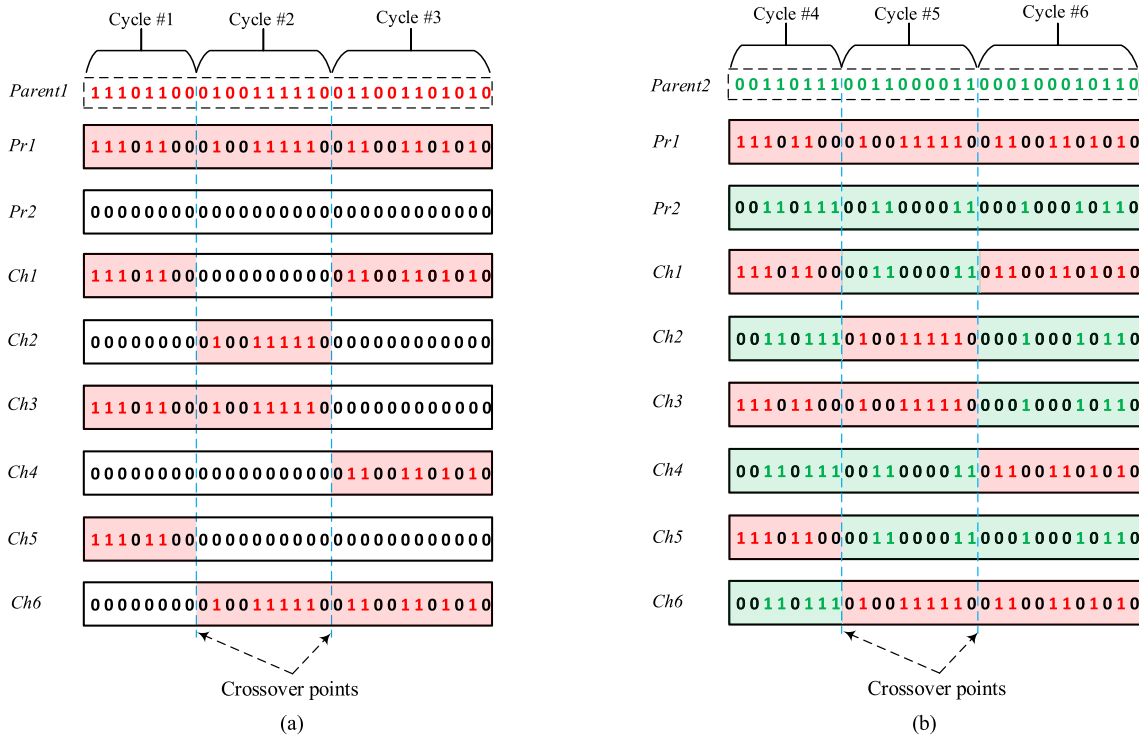 Cycle #1 Cycle #2 Cycle #3
Parent1 111011000100111110011001101010
Pr1 111011000100111110011001101010
Pr2 000000000000000000000000000000
Ch1 111011000000000000011001101010
Ch2 000000000100111110000000000000
Ch3 111011000100111110000000000000
Ch4 000000000000000000011001101010
Ch5 111011000000000000000000000000
Ch6 000000000100111110011001101010
Crossover points
(a)
Cycle #4 Cycle #5 Cycle #6
Parent2 001101110011000011000100010110
Pr1 111011000100111110011001101010
Pr2 001101110011000011000100010110
Ch1 111011000011000011011001101010
Ch2 001101110100111110000100010110
Ch3 111011000100111110000100010110
Ch4 001101110011000011011001101010
Ch5 111011000011000011000100010110
Ch6 001101110100111110011001101010
Crossover points
(b)